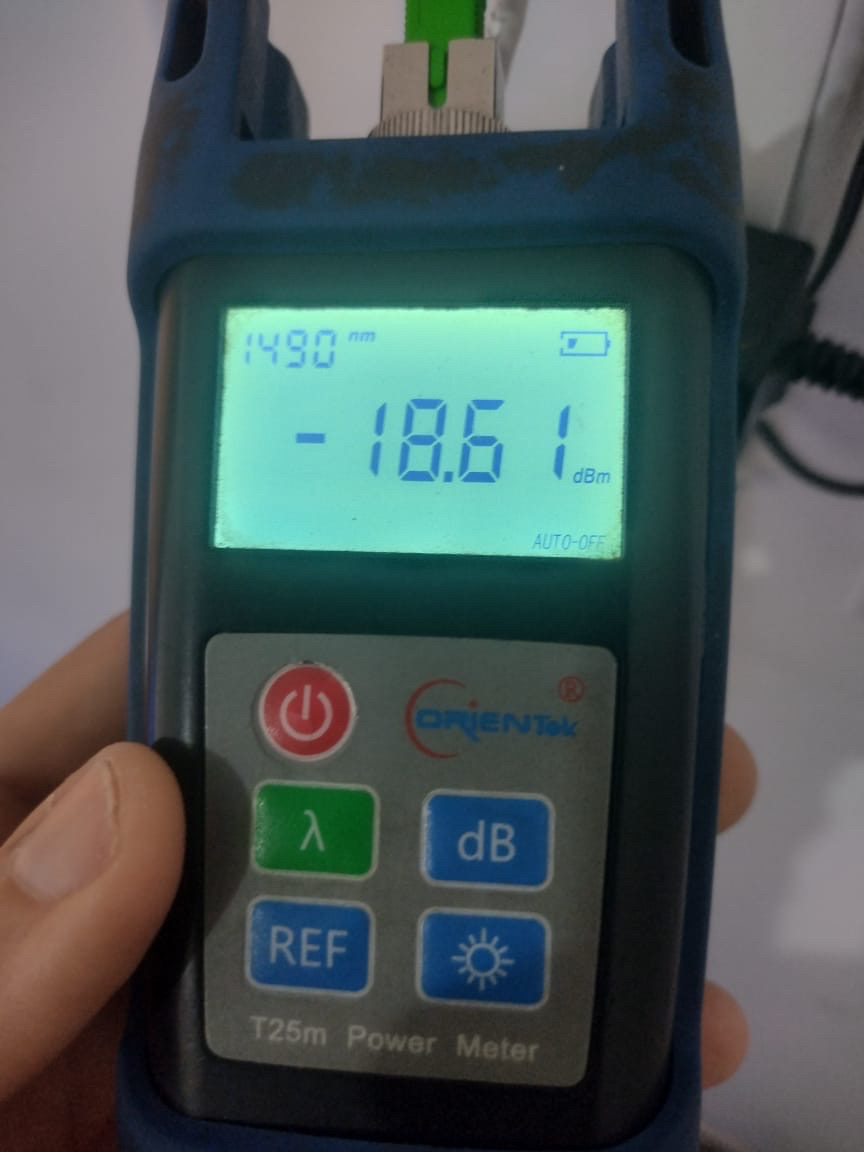 1490 nm
-18.61 dBm
AUTO-OFF
ORIENTek ®
λ
dB
REF
T25m Power Meter